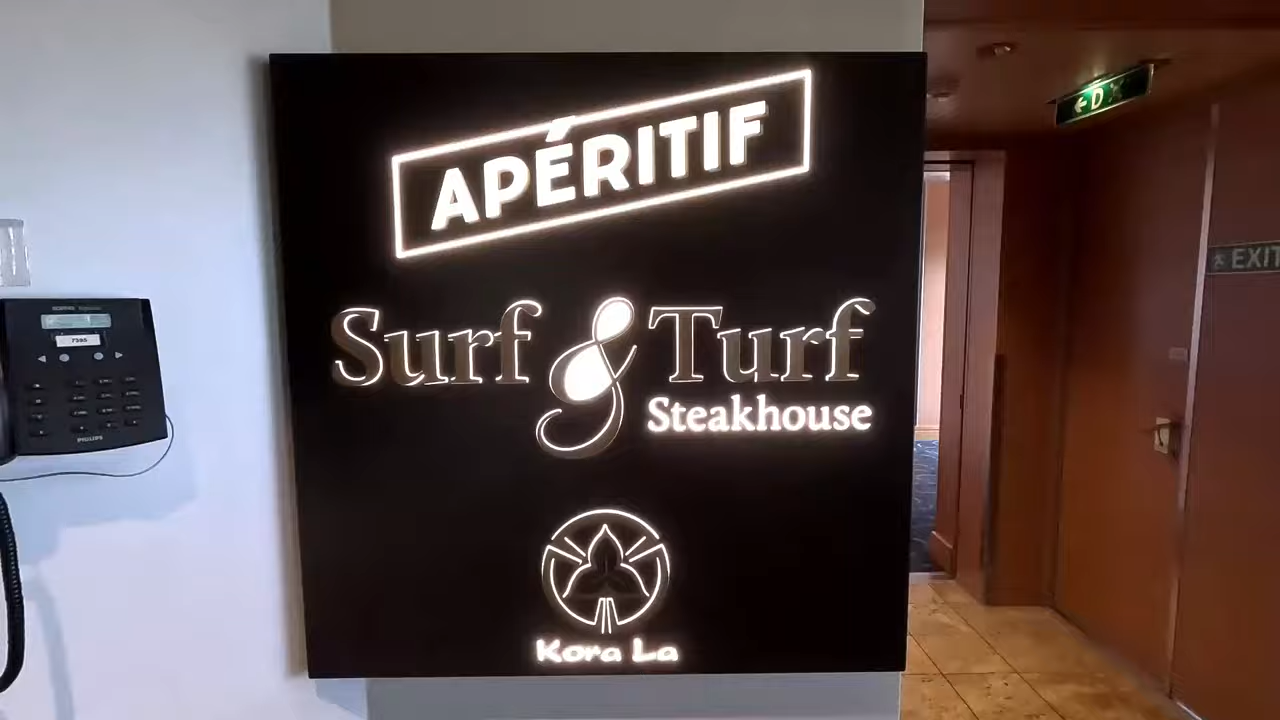 APÉRITIF
Surf & Turf
Steakhouse
Kora La
D
EXIT
PHILIPS